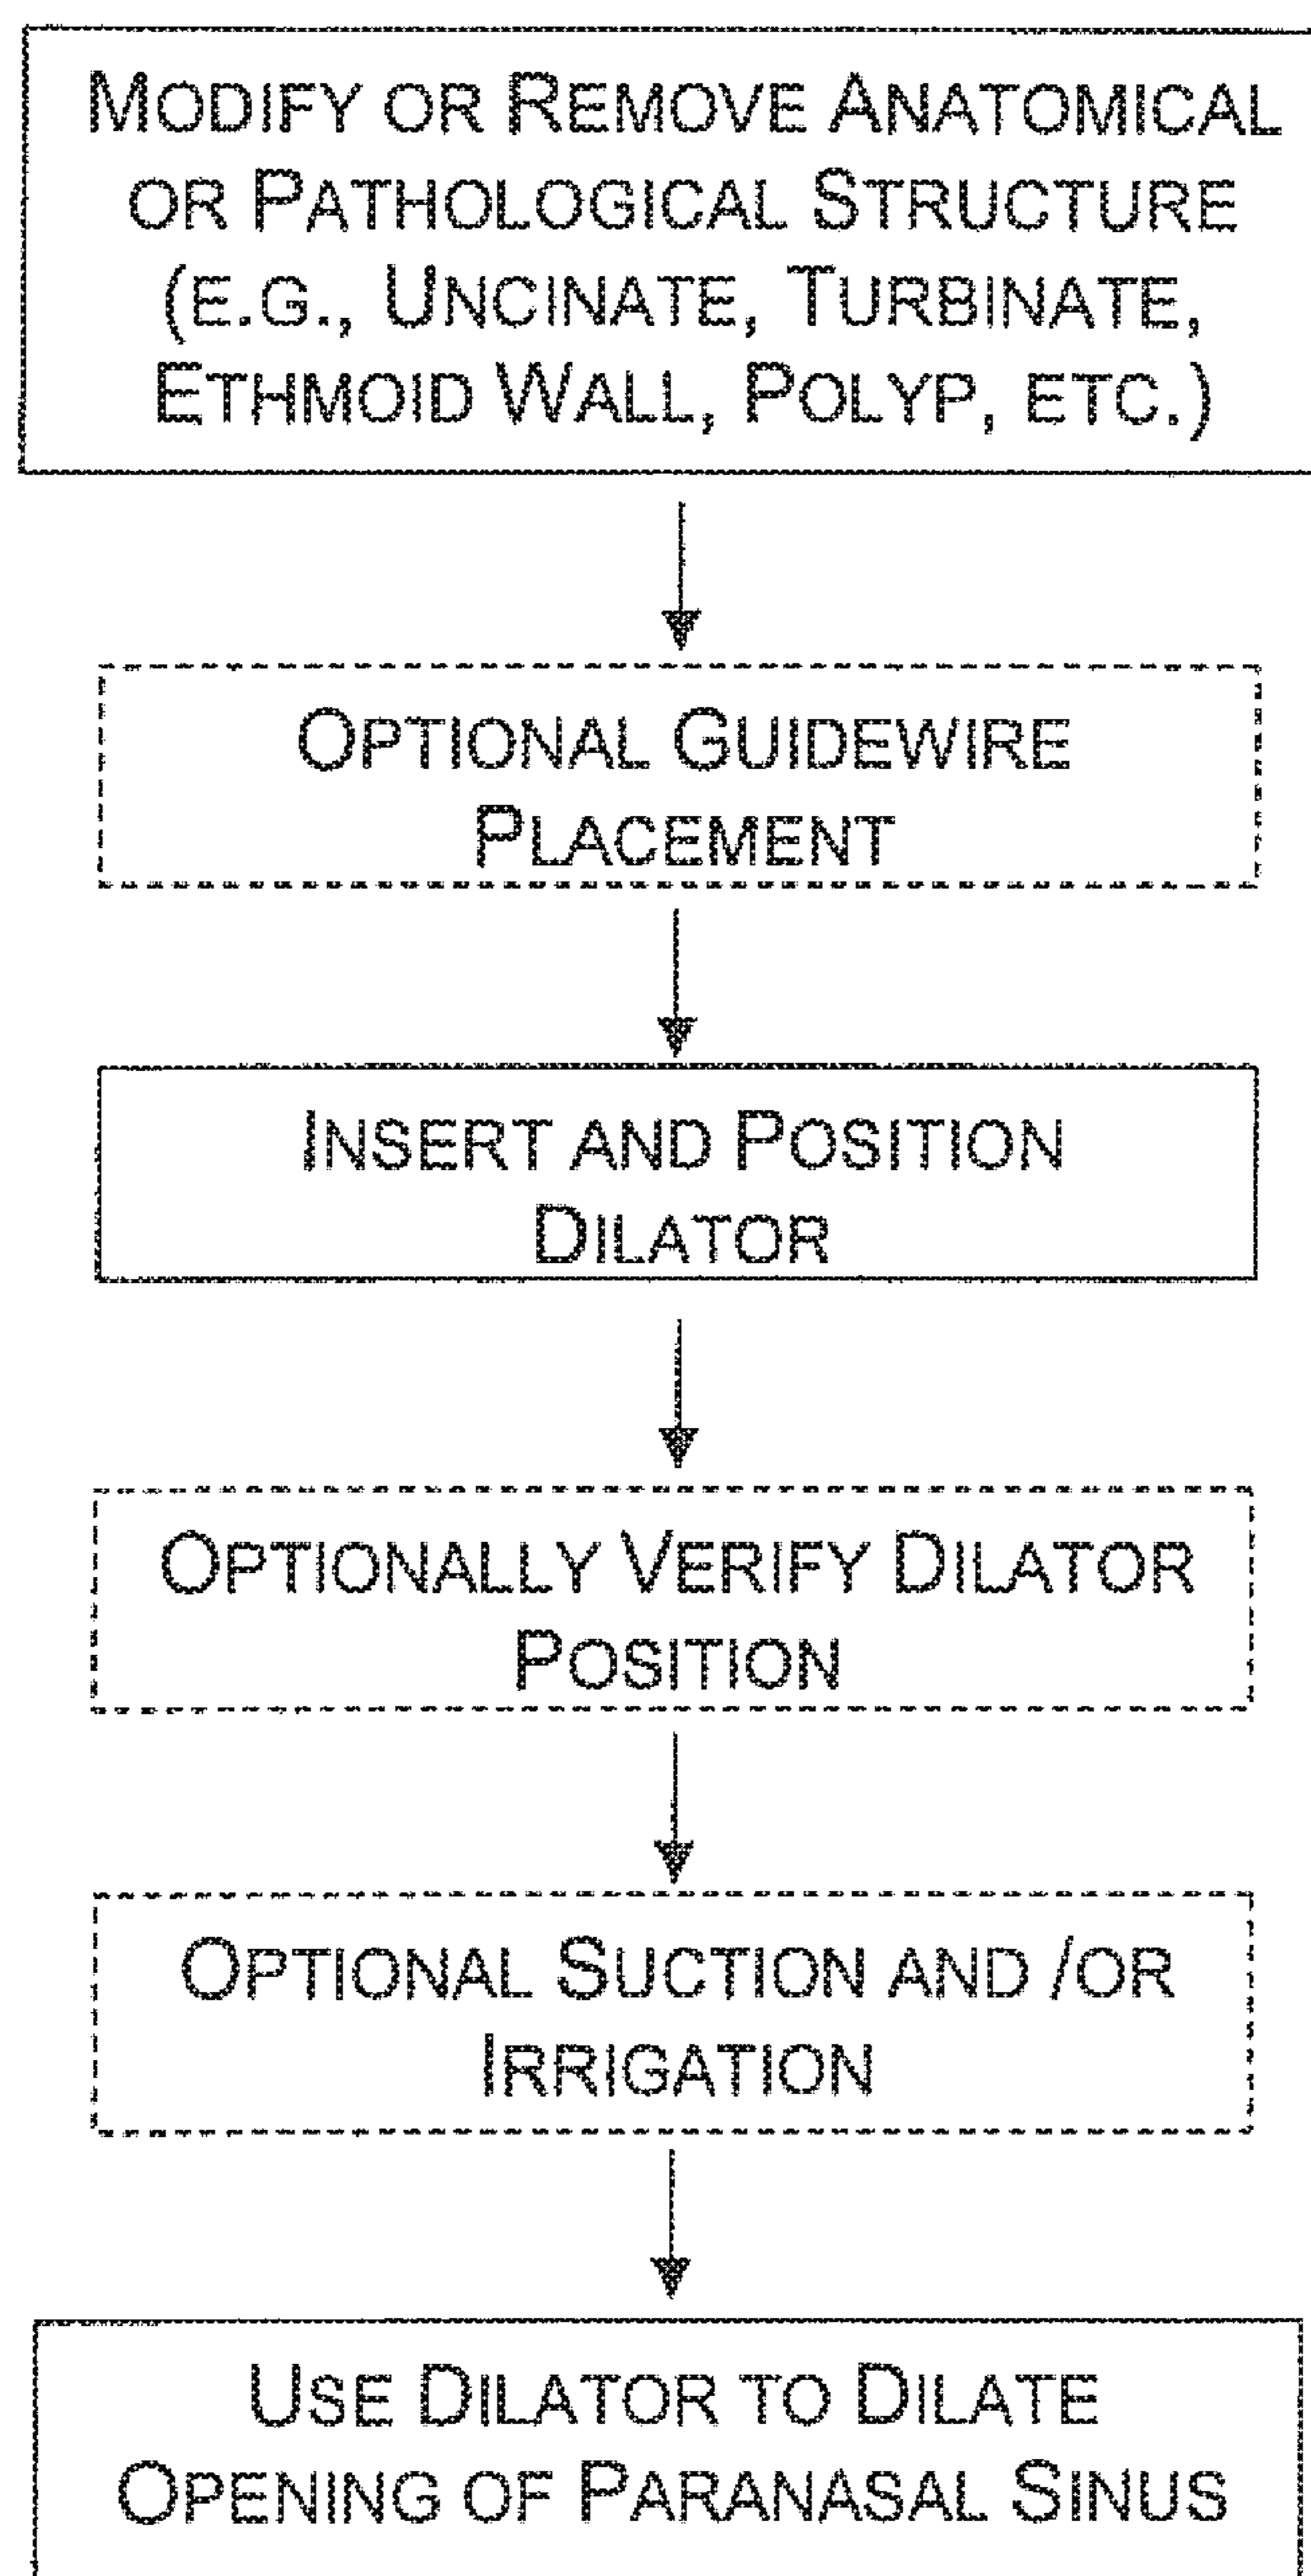 MODIFY OR REMOVE ANATOMICAL
OR PATHOLOGICAL STRUCTURE
(E.G., UNCINATE, TURBINATE,
ETHMOID WALL, POLYP, ETC.)
OPTIONAL GUIDEWIRE
PLACEMENT
INSERT AND POSITION
DILATOR
OPTIONALLY VERIFY DILATOR
POSITION
OPTIONAL SUCTION AND /OR
IRRIGATION
USE DILATOR TO DILATE
OPENING OF PARANASAL SINUS